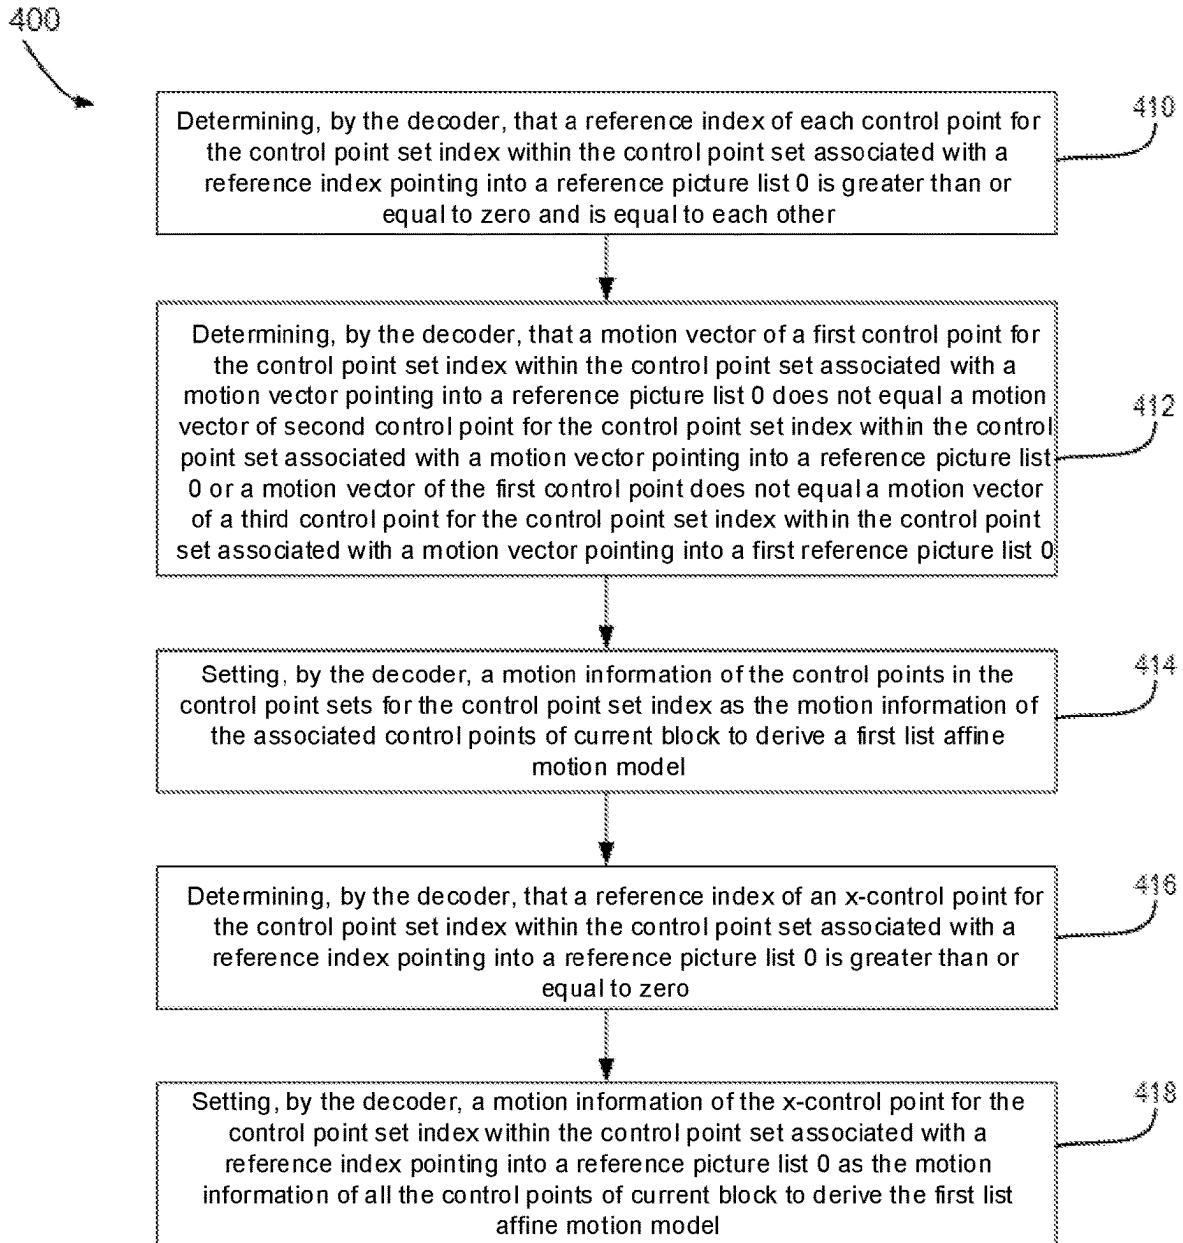 400
Determining, by the decoder, that a reference index of each control point for
the control point set index within the control point set associated with a
reference index pointing into a reference picture list 0 is greater than or
equal to zero and is equal to each other
410
Determining, by the decoder, that a motion vector of a first control point for
the control point set index within the control point set associated with a
motion vector pointing into a reference picture list 0 does not equal a motion
vector of second control point for the control point set index within the control
point set associated with a motion vector pointing into a reference picture list
0 or a motion vector of the first control point does not equal a motion vector
of a third control point for the control point set index within the control point
set associated with a motion vector pointing into a first reference picture list 0
412
Setting, by the decoder, a motion information of the control points in the
control point sets for the control point set index as the motion information of
the associated control points of current block to derive a first list affine
motion model
414
Determining, by the decoder, that a reference index of an x-control point for
the control point set index within the control point set associated with a
reference index pointing into a reference picture list 0 is greater than or
equal to zero
416
Setting, by the decoder, a motion information of the x-control point for the
control point set index within the control point set associated with a
reference index pointing into a reference picture list 0 as the motion
information of all the control points of current block to derive the first list
affine motion model
418